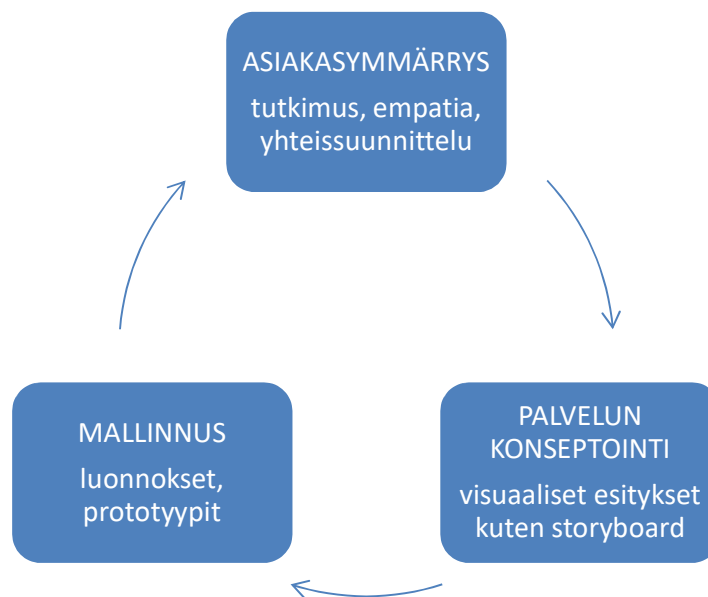 ASIAKASYMMÄRRYS
tutkimus, empatia,
yhteissuunnittelu
PALVELUN
KONSEPTOINTI
visuaaliset esitykset
kuten storyboard
MALLINNUS
luonnokset,
prototyypit